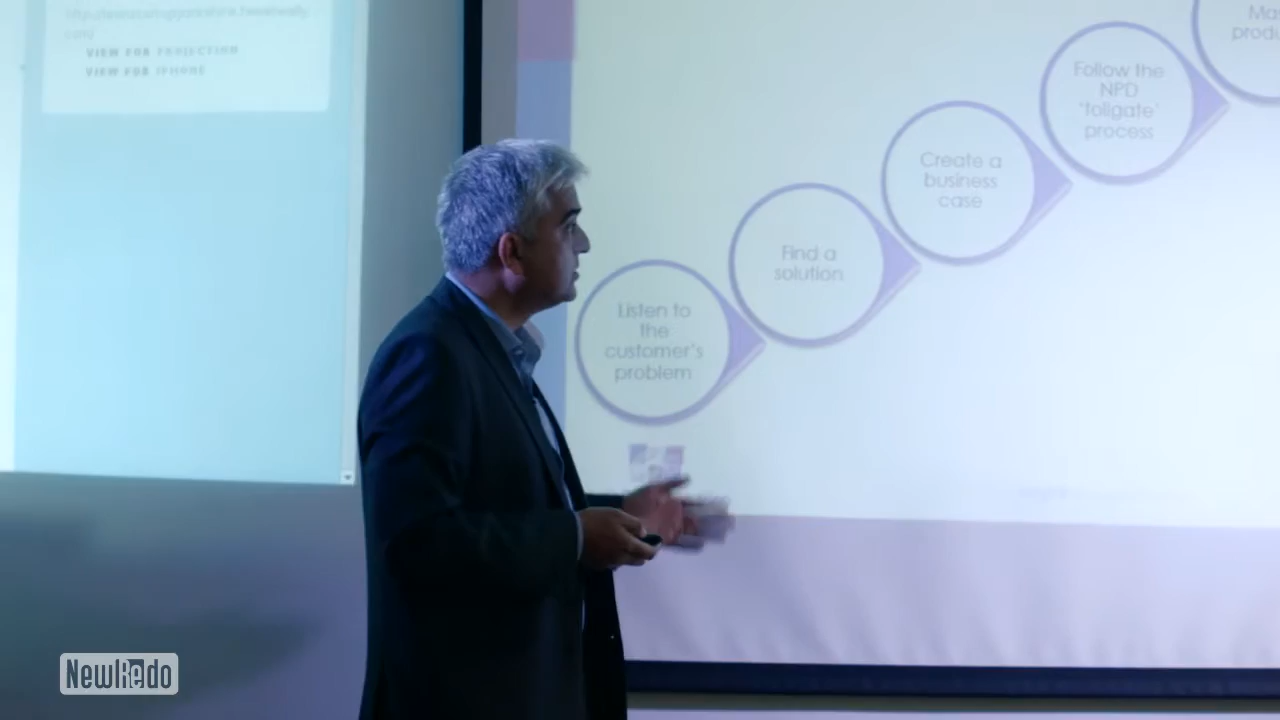 VIEW FOR PROJECTION
VIEW FOR IPHONE
Listen to
the
customer's
problem
Find a
solution
Create a
business
case
Follow the
NPD
'tollgate'
process
NewRedo